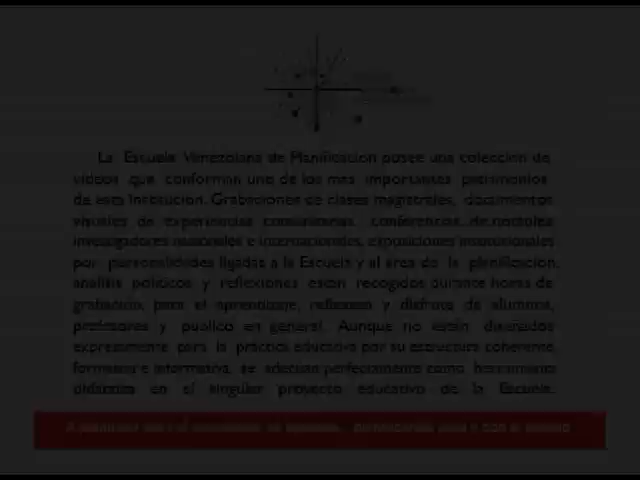 La Escuela Venezolana de Planificación posee una colección de
videos que conforman uno de los más importantes patrimonios
de esta Institución. Grabaciones de clases magistrales, documentos
visuales de experiencias comunitarias, conferencias de notables
investigadores nacionales e internacionales, exposiciones institucionales
por personalidades ligadas a la Escuela y al área de la planificación,
análisis políticos y reflexiones están recogidos durante horas de
grabación, para el aprendizaje, reflexión y disfrute de alumnos,
profesores y público en general. Aunque no están diseñados
expresamente para la práctica educativa por su estructura coherente,
formativa e informativa, se adecúan perfectamente como herramienta
didáctica en el singular proyecto educativo de la Escuela.